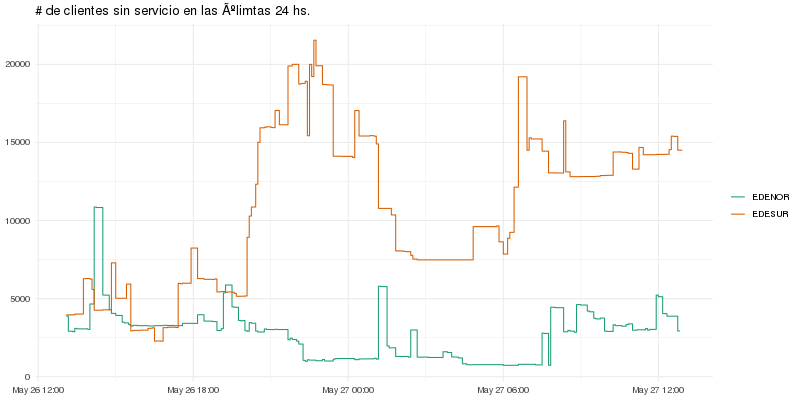 # de clientes sin servicio en las Ãºlimtas 24 hs.
20000
15000
10000
5000
0
May 26 12:00
May 26 18:00
May 27 00:00
May 27 06:00
May 27 12:00
EDENOR
EDESUR